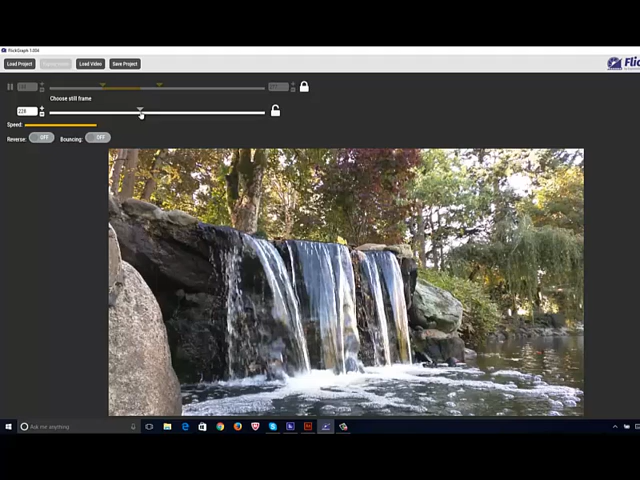 FlickGraph 1.004
Load Project
Load Video
Save Project
Flic
Choose still frame
228
Speed:
Reverse: OFF Bouncing: OFF
Ask me anything